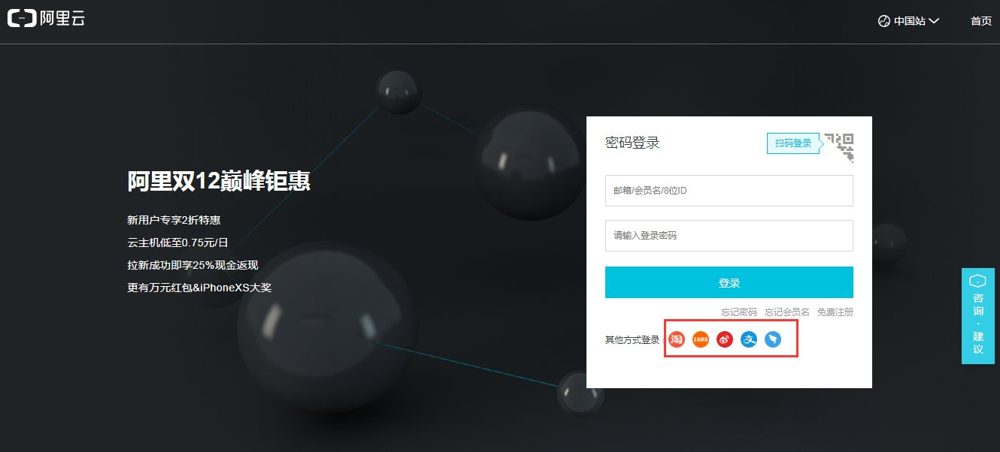 阿里云
中国站
首页
密码登录
扫码登录
阿里双12巅峰钜惠
邮箱/会员名/8位ID
新用户专享2折特惠
请输入登录密码
云主机低至0.75元/日
拉新成功即享25%现金返现
登录
更有万元红包&iPhoneXS大奖
忘记密码 忘记会员名 免费注册
其他方式登录：
淘
1688
支
咨询·建议